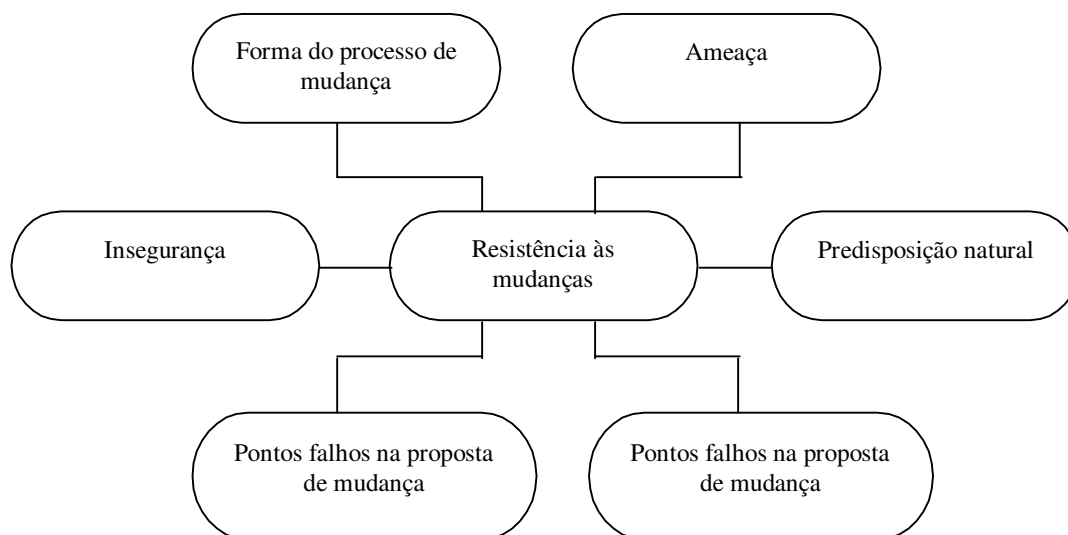 Forma do processo de
mudança
Ameaça
Insegurança
Resistência às
mudanças
Predisposição natural
Pontos falhos na proposta
de mudança
Pontos falhos na proposta
de mudança